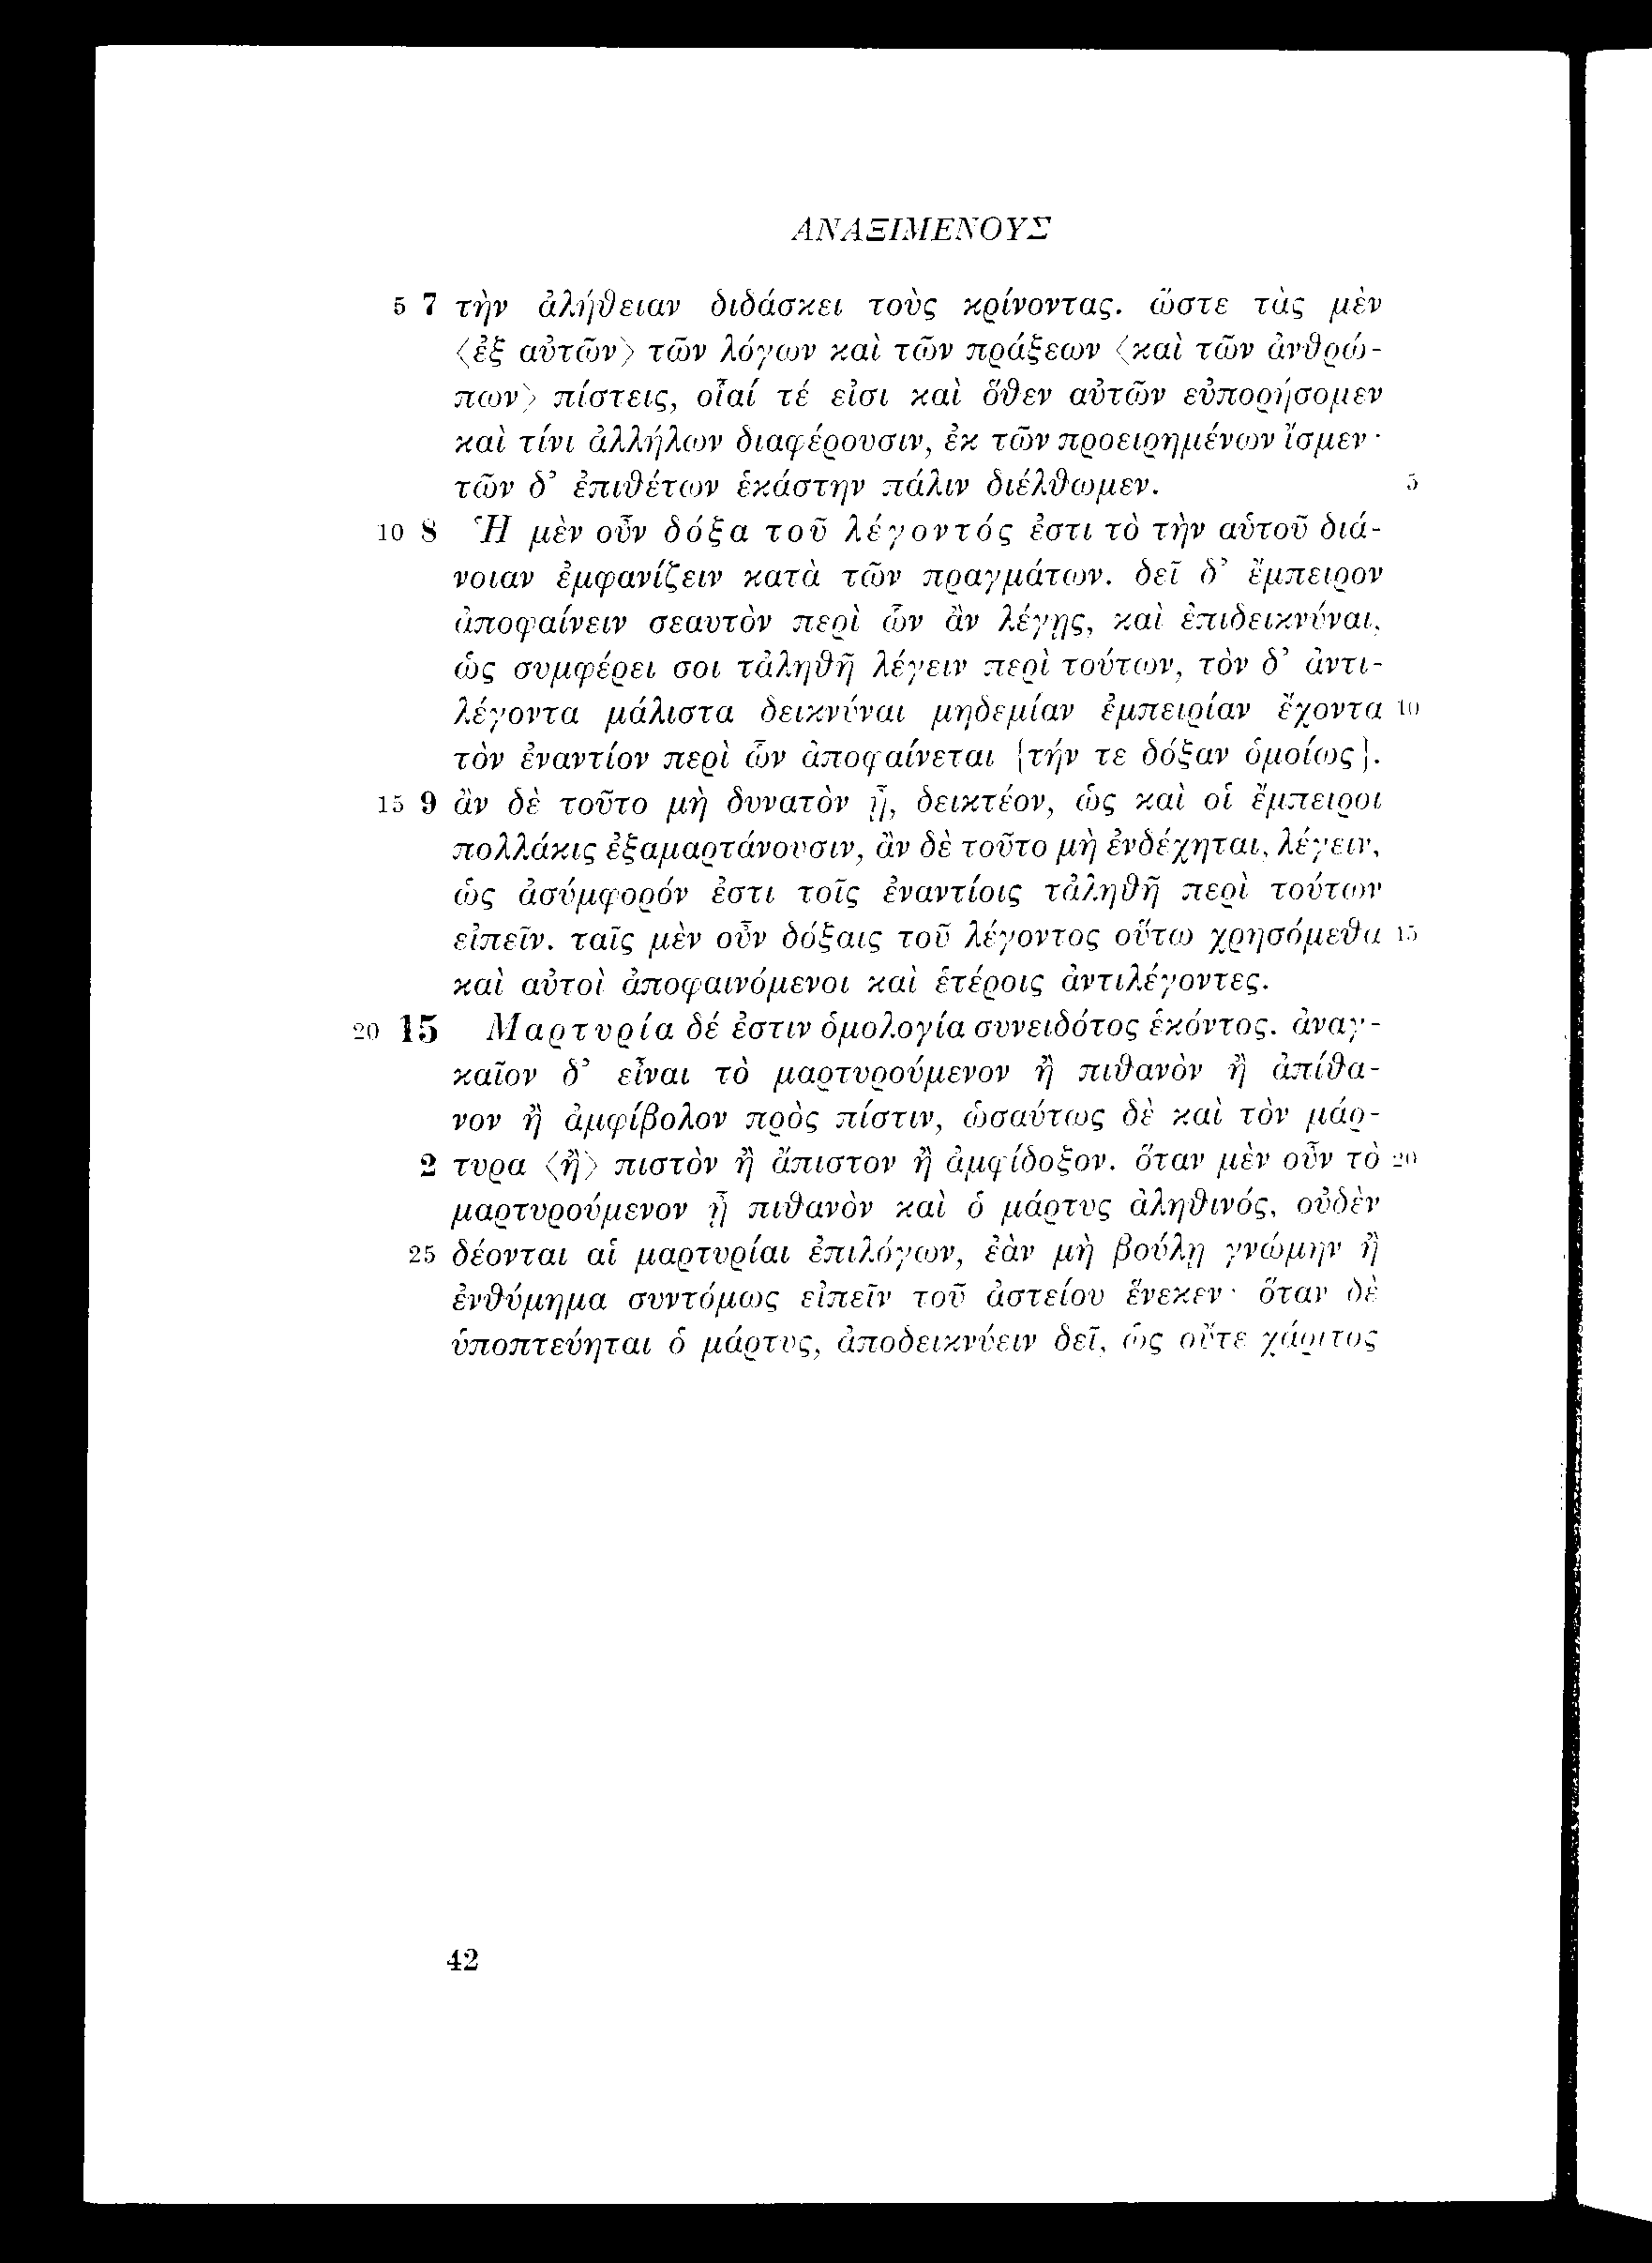 ΑΝΑΞΙΜΕΝΟΥΣ
5 7 τὴν ἀλήθειαν διδάσκει τοὺς κρίνοντας. ὥστε τὰς μὲν
〈ἐξ αὐτῶν〉 τῶν λόγων καὶ τῶν πράξεων 〈καὶ τῶν ἀνθρώ-
πων〉 πίστεις, οἷαί τέ εἰσι καὶ ὅθεν αὐτῶν εὐπορήσομεν
καὶ τίνι ἀλλήλων διαφέρουσιν, ἐκ τῶν προειρημένων ἴσμεν·
τῶν δ’ ἐπιθέτων ἑκάστην πάλιν διέλθωμεν. 5
10 8 Ἡ μὲν οὖν δόξα τοῦ λέγοντός ἐστι τὸ τὴν αὑτοῦ διά-
νοιαν ἐμφανίζειν κατὰ τῶν πραγμάτων. δεῖ δ’ ἔμπειρον
ἀποφαίνειν σεαυτὸν περὶ ὧν ἂν λέγῃς, καὶ ἐπιδεικνύναι,
ὡς συμφέρει σοι τἀληθῆ λέγειν περὶ τούτων, τὸν δ’ ἀντι-
λέγοντα μάλιστα δεικνύναι μηδεμίαν ἐμπειρίαν ἔχοντα 10
τὸν ἐναντίον περὶ ὧν ἀποφαίνεται {τήν τε δόξαν ὁμοίως}.
15 9 ἂν δὲ τοῦτο μὴ δυνατὸν ᾖ, δεικτέον, ὡς καὶ οἱ ἔμπειροι
πολλάκις ἐξαμαρτάνουσιν, ἂν δὲ τοῦτο μὴ ἐνδέχηται, λέγειν,
ὡς ἀσύμφορόν ἐστι τοῖς ἐναντίοις τἀληθῆ περὶ τούτων
εἰπεῖν. ταῖς μὲν οὖν δόξαις τοῦ λέγοντος οὕτω χρησόμεθα 15
καὶ αὐτοὶ ἀποφαινόμενοι καὶ ἑτέροις ἀντιλέγοντες.
20 15 Μαρτυρία δέ ἐστιν ὁμολογία συνειδότος ἑκόντος. ἀναγ-
καῖον δ’ εἶναι τὸ μαρτυρούμενον ἢ πιθανὸν ἢ ἀπίθα-
νον ἢ ἀμφίβολον πρὸς πίστιν, ὡσαύτως δὲ καὶ τὸν μάρ-
2 τυρα 〈ἢ〉 πιστὸν ἢ ἄπιστον ἢ ἀμφίδοξον. ὅταν μὲν οὖν τὸ 20
μαρτυρούμενον ᾖ πιθανὸν καὶ ὁ μάρτυς ἀληθινός, οὐδὲν
25 δέονται αἱ μαρτυρίαι ἐπιλόγων, ἐὰν μὴ βούλῃ γνώμην ἢ
ἐνθύμημα συντόμως εἰπεῖν τοῦ ἀστείου ἕνεκεν· ὅταν δὲ
ὑποπτεύηται ὁ μάρτυς, ἀποδεικνύειν δεῖ, ὡς οὔτε χάριτος
42